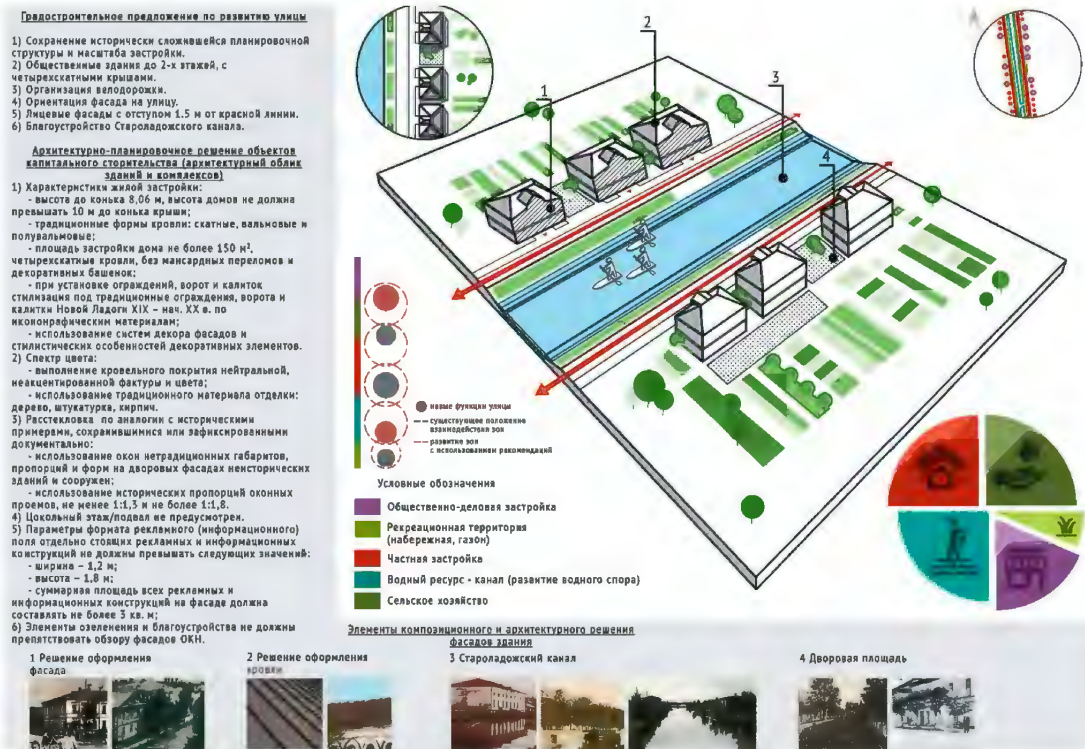 Градостроительное предложение по развитию улицы
1) Сохранение исторически сложившейся планировочной
структуры и масштаба застройки.
2) Общественные здания до 2-х этажей, с
четырехскатными крышами.
3) Организация велодорожки.
4) Ориентация фасада на улицу.
5) Лицевые фасады с отступом 1.5 м от красной линии.
6) Благоустройство Староладожского канала.
Архитектурно-планировочное решение объектов
капитального сторительства (архитектурный облик
зданий и комплексов)
1) Характеристики жилой застройки:
- высота до конька 8,06 м, высота домов не должна
превышать 10 м до конька крыши;
- традиционные формы кровли: скатные, вальмовые и
полувальмовые;
- площадь застройки дома не более 150 м²,
четырехскатные кровли, без мансардных переломов и
декоративных башенок;
- при установке ограждений, ворот и калиток
стилизация под традиционные ограждения, ворота и
калитки Новой Ладоги XIX – нач. XX в. по
иконографическим материалам;
- использование систем декора фасадов и
стилистических особенностей декоративных элементов.
2) Спектр цвета:
- выполнение кровельного покрытия нейтральной,
неакцентированной фактуры и цвета;
- использование традиционного материала отделки:
дерево, штукатурка, кирпич.
3) Расстекловка по аналогии с историческими
примерами, сохранившимися или зафиксированными
документально:
- использование окон нетрадиционных габаритов,
пропорций и форм на дворовых фасадах неисторических
зданий и сооружен;
- использование исторических пропорций оконных
проемов, не менее 1:1,3 и не более 1:1,8.
4) Цокольный этаж/подвал не предусмотрен.
5) Параметры формата рекламного (информационного)
поля отдельно стоящих рекламных и информационных
конструкций не должны превышать следующих значений:
- ширина – 1,2 м;
- высота – 1,8 м;
- суммарная площадь всех рекламных и
информационных конструкций на фасаде должна
составлять не более 3 кв. м;
6) Элементы озеленения и благоустройства не должны
препятствовать обзору фасадов ОКН.
1
2
3
4
новые функции улицы
существующее положение
взаимодействия зон
развитие зон
с использованием рекомендаций
Условные обозначения
Общественно-деловая застройка
Рекреационная территория
(набережная, газон)
Частная застройка
Водный ресурс - канал (развитие водного спора)
Сельское хозяйство
Элементы композиционного и архитектурного решения
фасадов здания
1 Решение оформления
фасада
2 Решение оформления
кровли
3 Староладожский канал
4 Дворовая площадь